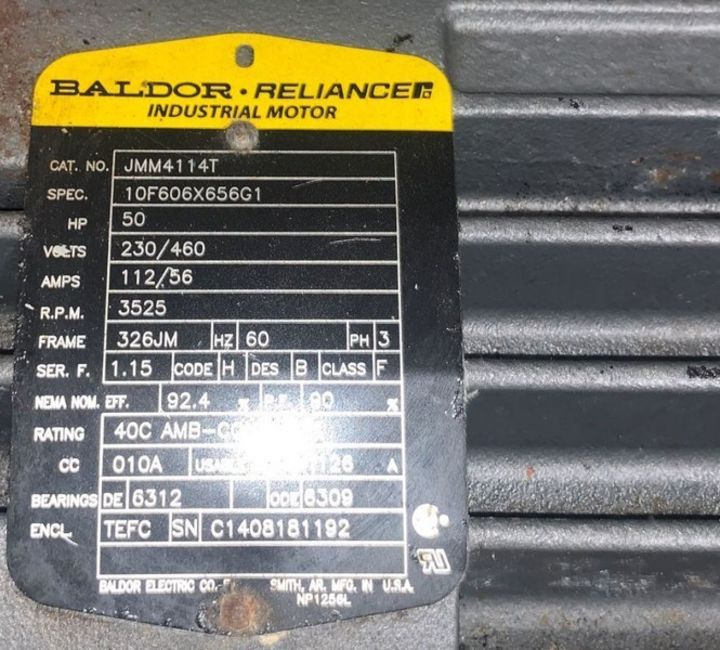 BALDOR · RELIANCE
INDUSTRIAL MOTOR
CAT. NO. JMM4114T
SPEC. 10F606X656G1
HP 50
VOLTS 230/460
AMPS 112/56
R.P.M. 3525
FRAME 326JM HZ 60 PH 3
SER. F. 1.15 CODE H DES B CLASS F
NEMA NOM. EFF. 92.4 % P.F. 90 %
RATING 40C AMB-
CC 010A 126 A
BEARINGS DE 6312 ODE 6309
ENCL. TEFC SN C1408181192
BALDOR ELECTRIC CO. SMITH, AR. MFG. IN U.S.A.
NP1256L